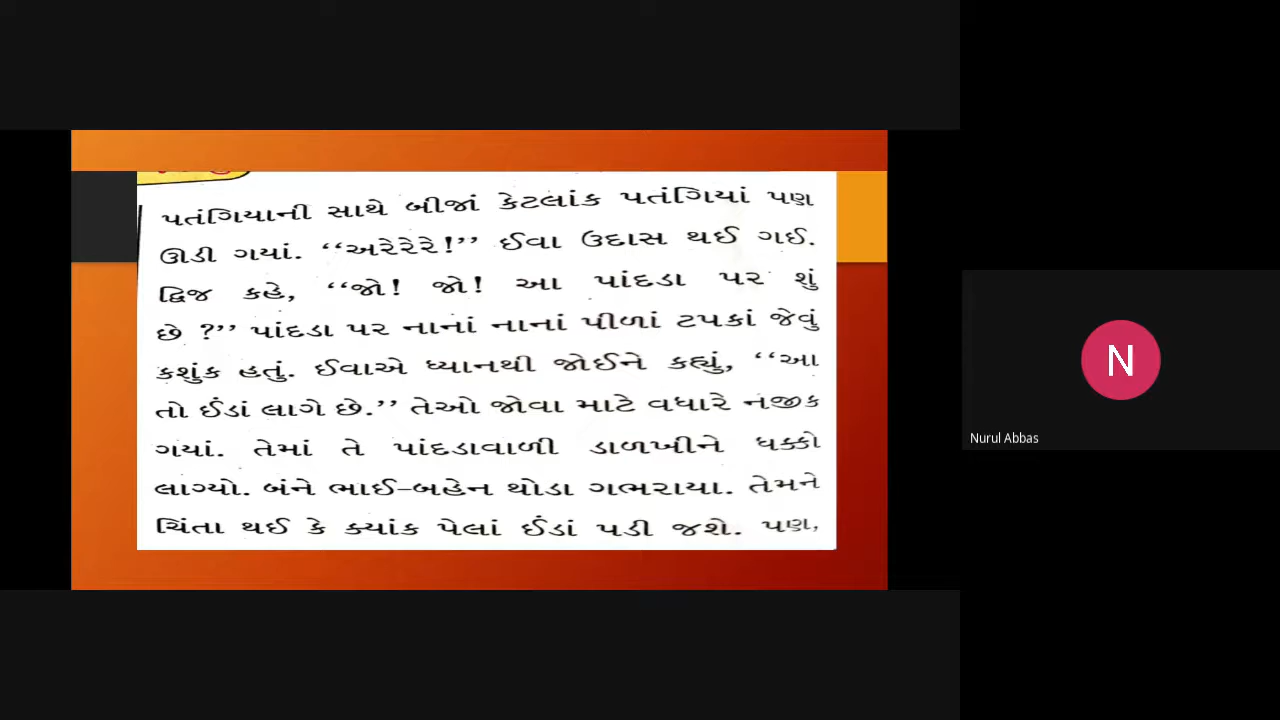 પતંગિયાની સાથે બીજાં કેટલાંક પતંગિયાં પણ
ઊડી ગયાં. “અરેરેરે!” ઈવા ઉદાસ થઈ ગઈ.
દ્વિજ કહે, “જો! જો! આ પાંદડા પર શું
છે ?” પાંદડા પર નાનાં નાનાં પીળાં ટપકાં જેવું
કશુંક હતું. ઈવાએ ધ્યાનથી જોઈને કહ્યું, “આ
તો ઈંડાં લાગે છે.” તેઓ જોવા માટે વધારે નજીક
ગયાં. તેમાં તે પાંદડાવાળી ડાળખીને ધક્કો
લાગ્યો. બંને ભાઈ-બહેન થોડા ગભરાયા. તેમને
ચિંતા થઈ કે ક્યાંક પેલાં ઈંડાં પડી જશે. પણ,
N
Nurul Abbas